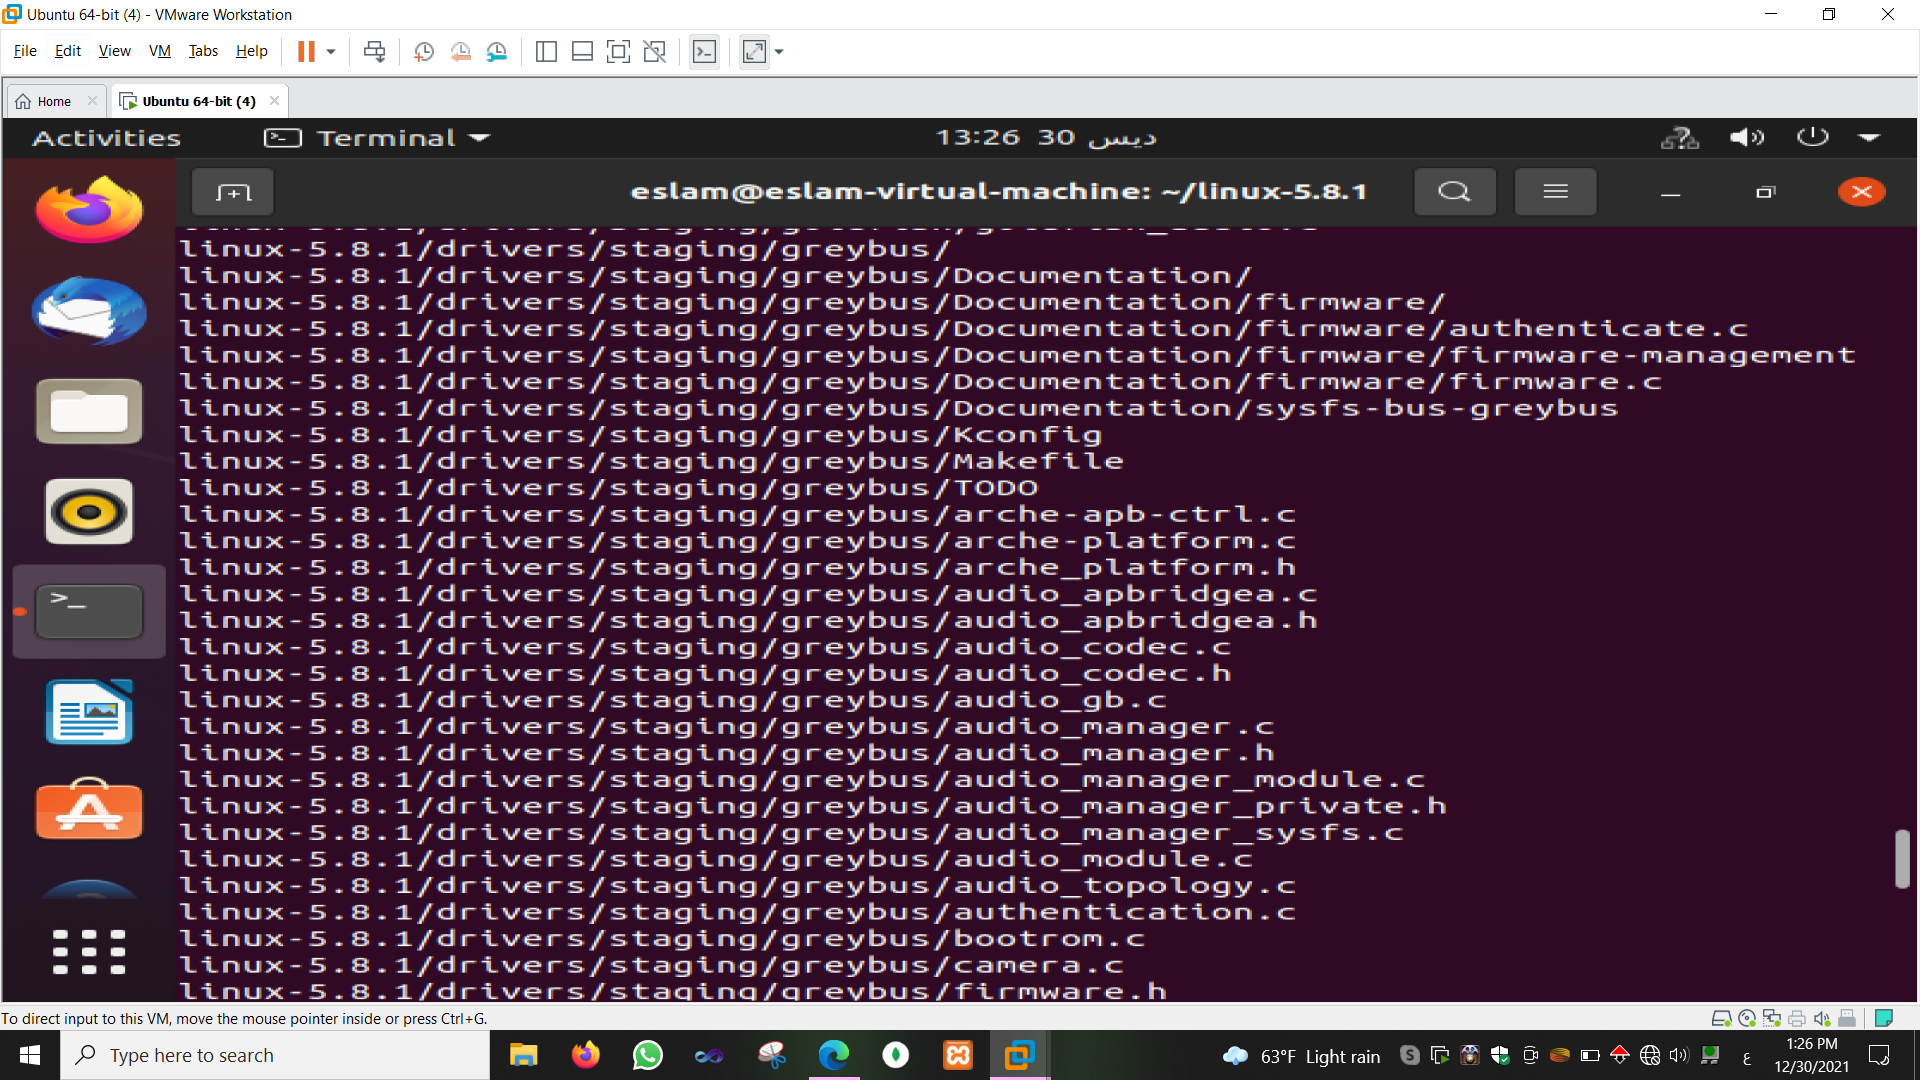 Ubuntu 64-bit (4) - VMware Workstation
File Edit View VM Tabs Help
Home
Ubuntu 64-bit (4)
Activities Terminal 13:26 30 ديس
eslam@eslam-virtual-machine: ~/linux-5.8.1
linux-5.8.1/drivers/staging/greybus/
linux-5.8.1/drivers/staging/greybus/Documentation/
linux-5.8.1/drivers/staging/greybus/Documentation/firmware/
linux-5.8.1/drivers/staging/greybus/Documentation/firmware/authenticate.c
linux-5.8.1/drivers/staging/greybus/Documentation/firmware/firmware-management
linux-5.8.1/drivers/staging/greybus/Documentation/firmware/firmware.c
linux-5.8.1/drivers/staging/greybus/Documentation/sysfs-bus-greybus
linux-5.8.1/drivers/staging/greybus/Kconfig
linux-5.8.1/drivers/staging/greybus/Makefile
linux-5.8.1/drivers/staging/greybus/TODO
linux-5.8.1/drivers/staging/greybus/arche-apb-ctrl.c
linux-5.8.1/drivers/staging/greybus/arche-platform.c
linux-5.8.1/drivers/staging/greybus/arche_platform.h
linux-5.8.1/drivers/staging/greybus/audio_apbridgea.c
linux-5.8.1/drivers/staging/greybus/audio_apbridgea.h
linux-5.8.1/drivers/staging/greybus/audio_codec.c
linux-5.8.1/drivers/staging/greybus/audio_codec.h
linux-5.8.1/drivers/staging/greybus/audio_gb.c
linux-5.8.1/drivers/staging/greybus/audio_manager.c
linux-5.8.1/drivers/staging/greybus/audio_manager.h
linux-5.8.1/drivers/staging/greybus/audio_manager_module.c
linux-5.8.1/drivers/staging/greybus/audio_manager_private.h
linux-5.8.1/drivers/staging/greybus/audio_manager_sysfs.c
linux-5.8.1/drivers/staging/greybus/audio_module.c
linux-5.8.1/drivers/staging/greybus/audio_topology.c
linux-5.8.1/drivers/staging/greybus/authentication.c
linux-5.8.1/drivers/staging/greybus/bootrom.c
linux-5.8.1/drivers/staging/greybus/camera.c
linux-5.8.1/drivers/staging/greybus/firmware.h
To direct input to this VM, move the mouse pointer inside or press Ctrl+G.
Type here to search
63°F Light rain
ع
1:26 PM
12/30/2021